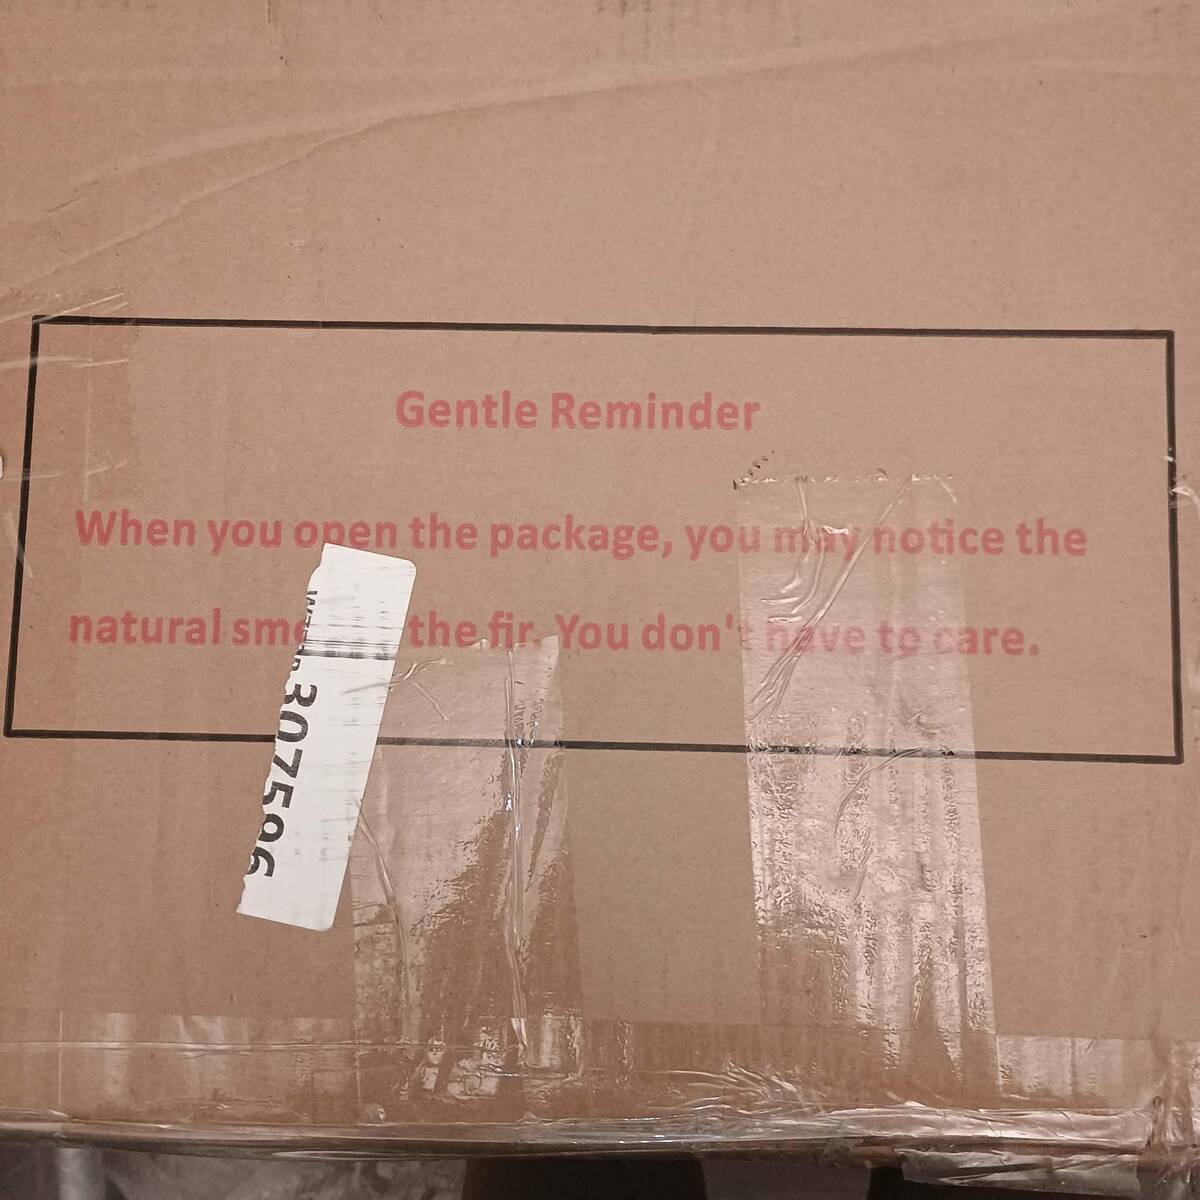 Gentle Reminder
When you open the package, you may notice the
natural the fir. You don't have to care.
307596